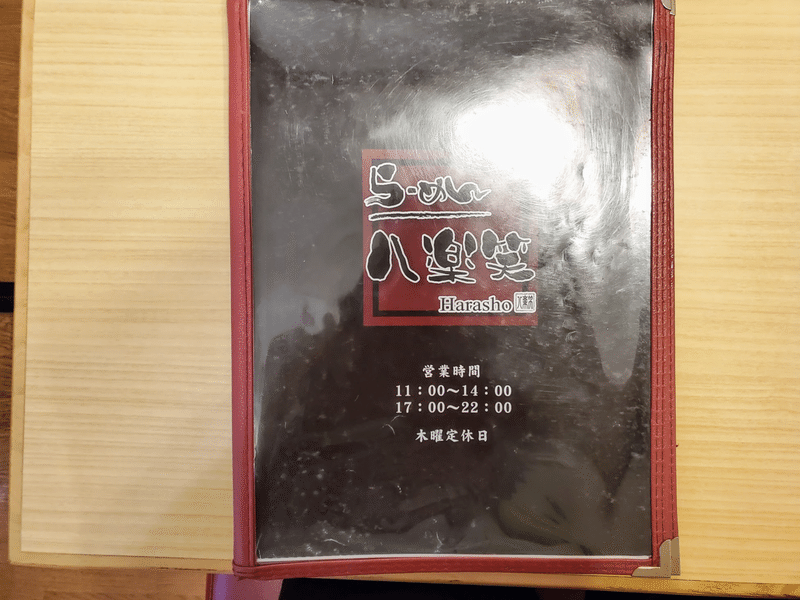 らーめん
八楽笑
Harasho
営業時間
11：00～14：00
17：00～22：00
木曜定休日